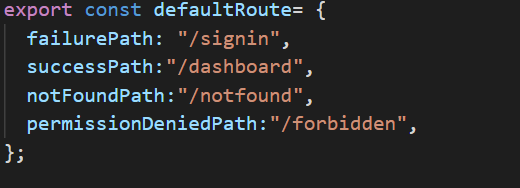 export const defaultRoute= {
  failurePath: "/signin",
  successPath:"/dashboard",
  notFoundPath:"/notfound",
  permissionDeniedPath:"/forbidden",
};